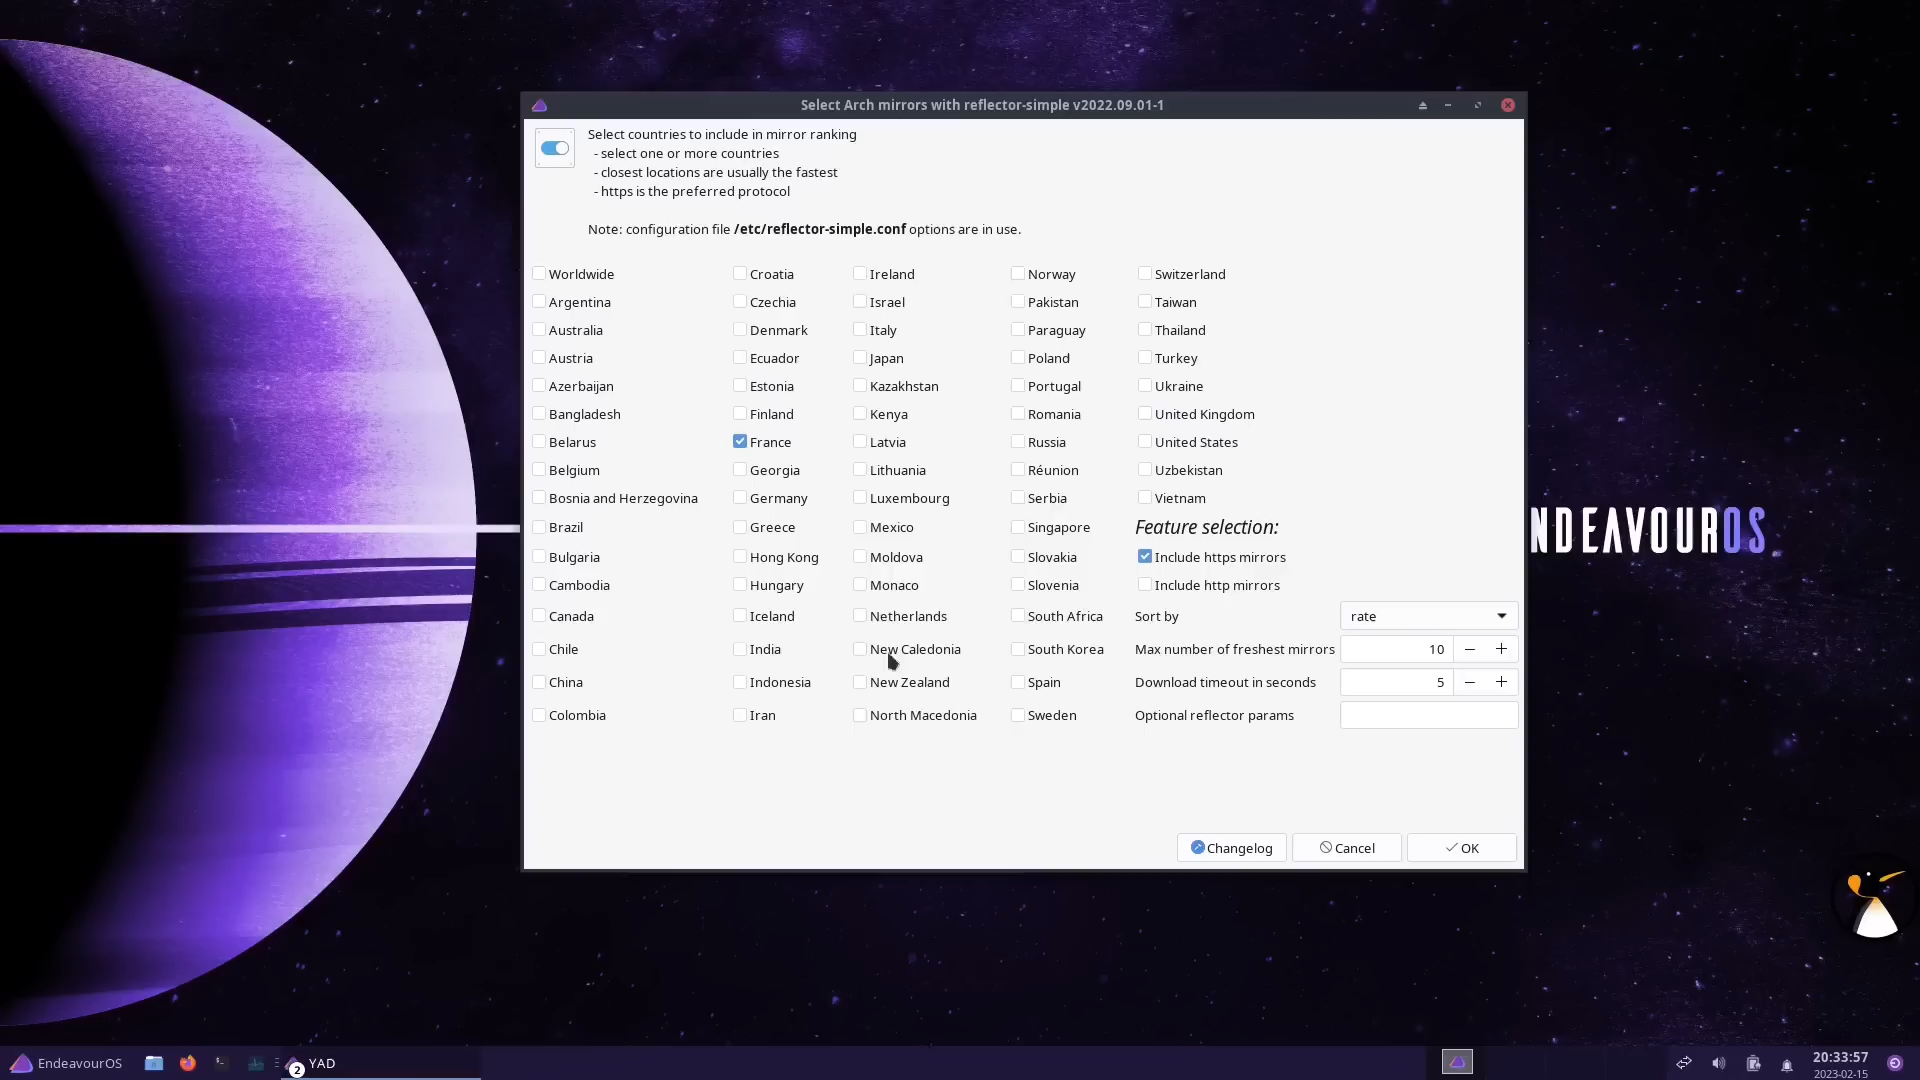 Select Arch mirrors with reflector-simple v2022.09.01-1
Select countries to include in mirror ranking
- select one or more countries
- closest locations are usually the fastest
- https is the preferred protocol
Note: configuration file /etc/reflector-simple.conf options are in use.
Worldwide Croatia Ireland Norway Switzerland
Argentina Czechia Israel Pakistan Taiwan
Australia Denmark Italy Paraguay Thailand
Austria Ecuador Japan Poland Turkey
Azerbaijan Estonia Kazakhstan Portugal Ukraine
Bangladesh Finland Kenya Romania United Kingdom
Belarus France Latvia Russia United States
Belgium Georgia Lithuania Réunion Uzbekistan
Bosnia and Herzegovina Germany Luxembourg Serbia Vietnam
Brazil Greece Mexico Singapore Feature selection:
Bulgaria Hong Kong Moldova Slovakia Include https mirrors
Cambodia Hungary Monaco Slovenia Include http mirrors
Canada Iceland Netherlands South Africa Sort by rate
Chile India New Caledonia South Korea Max number of freshest mirrors 10 − +
China Indonesia New Zealand Spain Download timeout in seconds 5 − +
Colombia Iran North Macedonia Sweden Optional reflector params
Changelog Cancel OK
NDEAVOUROS
EndeavourOS 2 YAD 20:33:57
2023-02-15